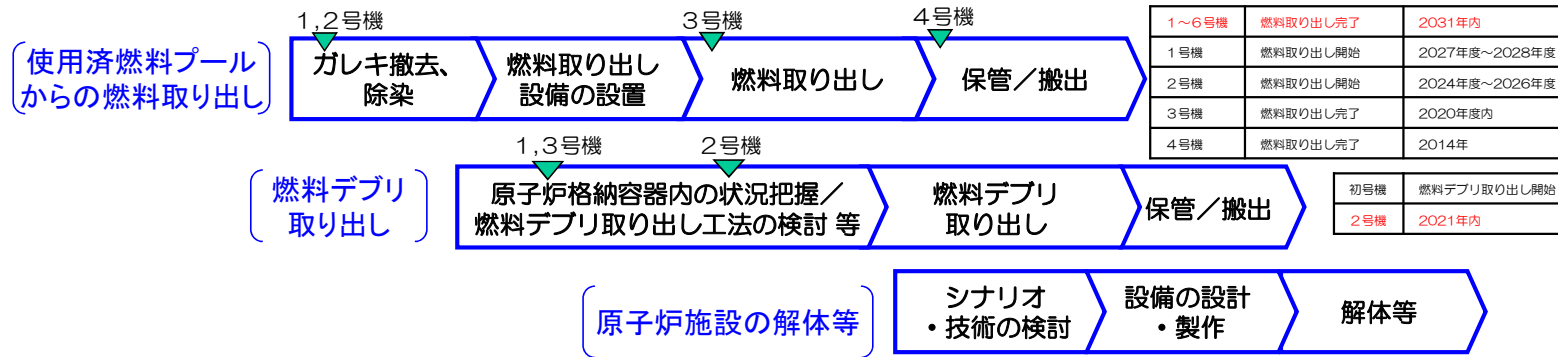 1,2号機
3号機
4号機
使用済燃料プール
からの燃料取り出し
ガレキ撤去、
除染
燃料取り出し
設備の設置
燃料取り出し
保管／搬出
1～6号機 燃料取り出し完了 2031年内
1号機 燃料取り出し開始 2027年度～2028年度
2号機 燃料取り出し開始 2024年度～2026年度
3号機 燃料取り出し完了 2020年度内
4号機 燃料取り出し完了 2014年
1,3号機
2号機
燃料デブリ
取り出し
原子炉格納容器内の状況把握／
燃料デブリ取り出し工法の検討 等
燃料デブリ
取り出し
保管／搬出
初号機 燃料デブリ取り出し開始
2号機 2021年内
原子炉施設の解体等
シナリオ
・技術の検討
設備の設計
・製作
解体等